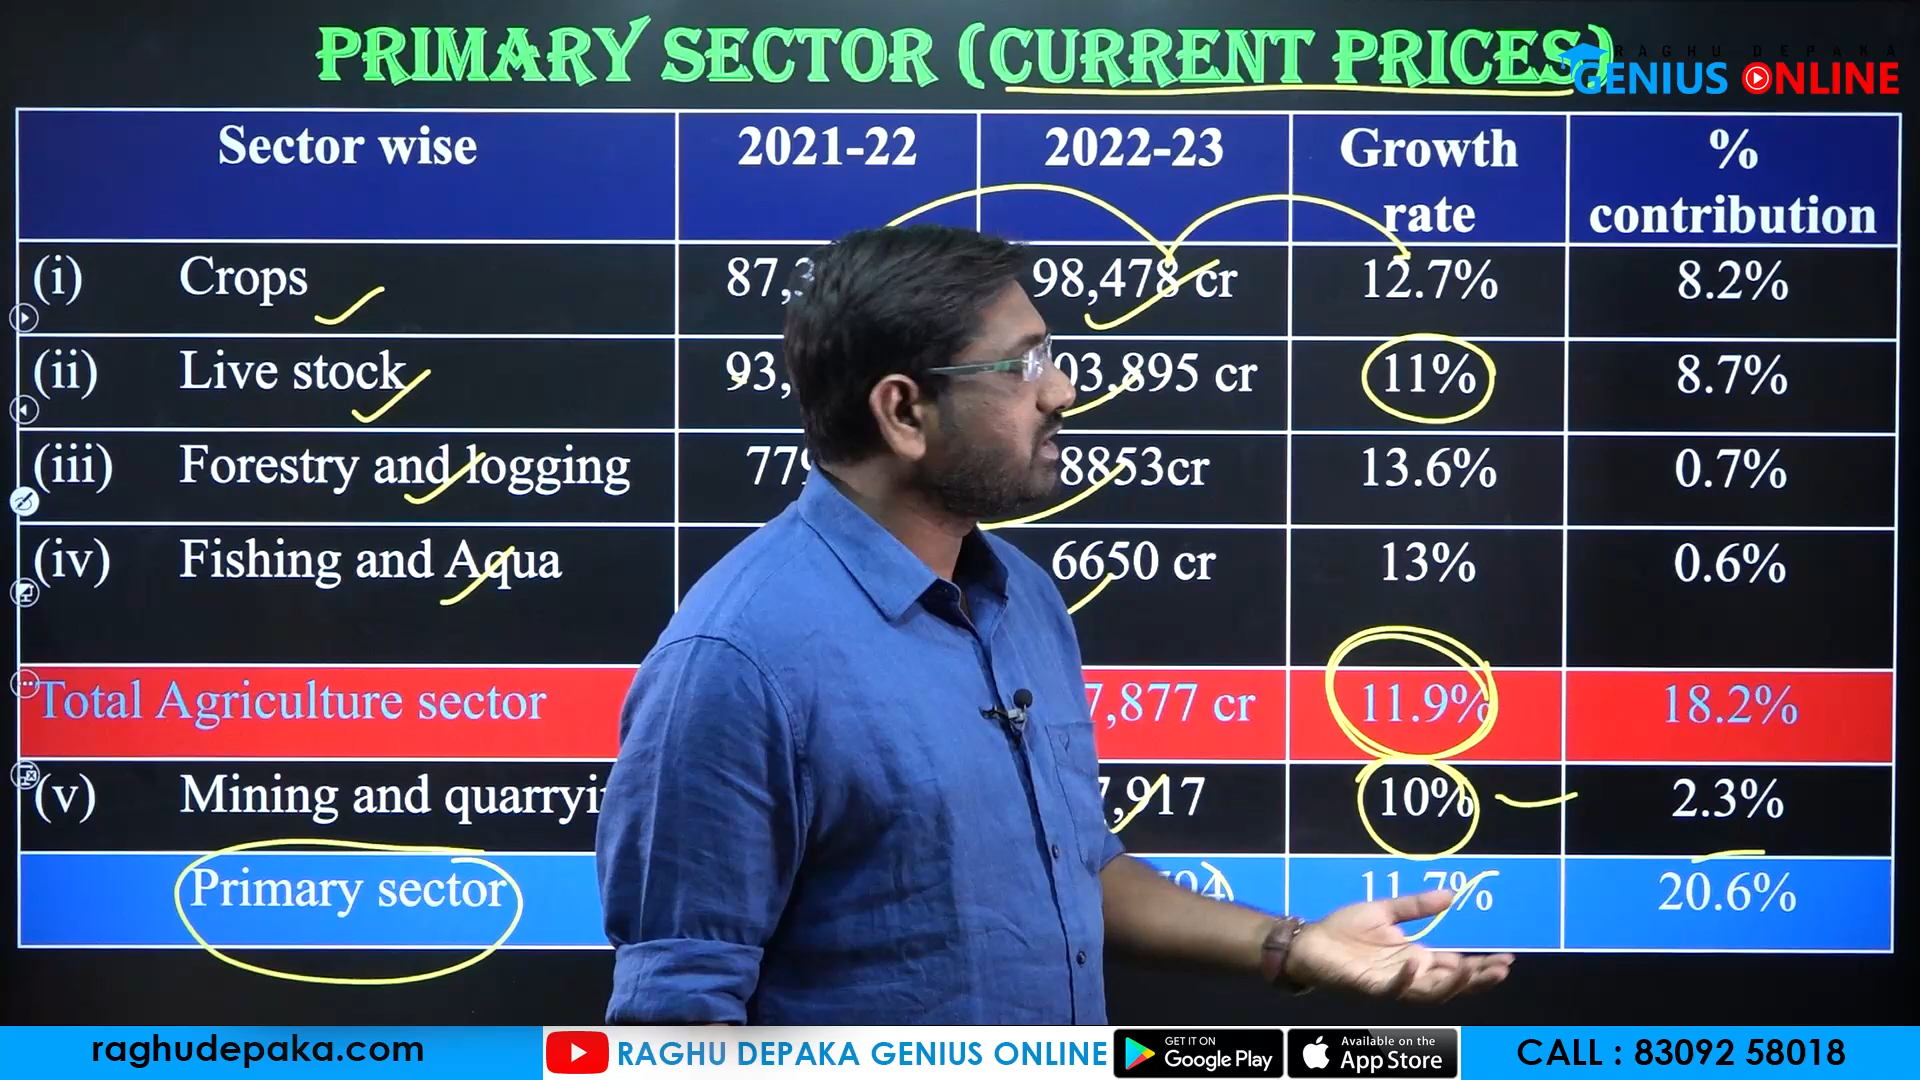 PRIMARY SECTOR (CURRENT PRICES)
RAGHU DEPAKA
GENIUS ONLINE
Sector wise 2021-22 2022-23 Growth rate % contribution
(i) Crops 98,478 cr 12.7% 8.2%
(ii) Live stock 11% 8.7%
(iii) Forestry and logging 8853cr 13.6% 0.7%
(iv) Fishing and Aqua 6650 cr 13% 0.6%
Total Agriculture sector 11.9% 18.2%
(v) Mining and 10% 2.3%
Primary sector 11.7% 20.6%
raghudepaka.com
RAGHU DEPAKA GENIUS ONLINE
GET IT ON
Google Play
Available on the
App Store
CALL : 83092 58018